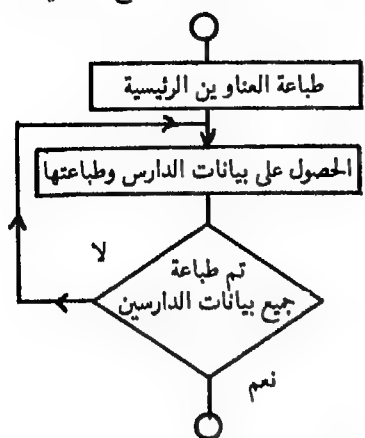 طباعة العناوين الرئيسية
الحصول على بيانات الدارس وطباعتها
لا
تم طباعة
جميع بيانات الدارسين
نعم